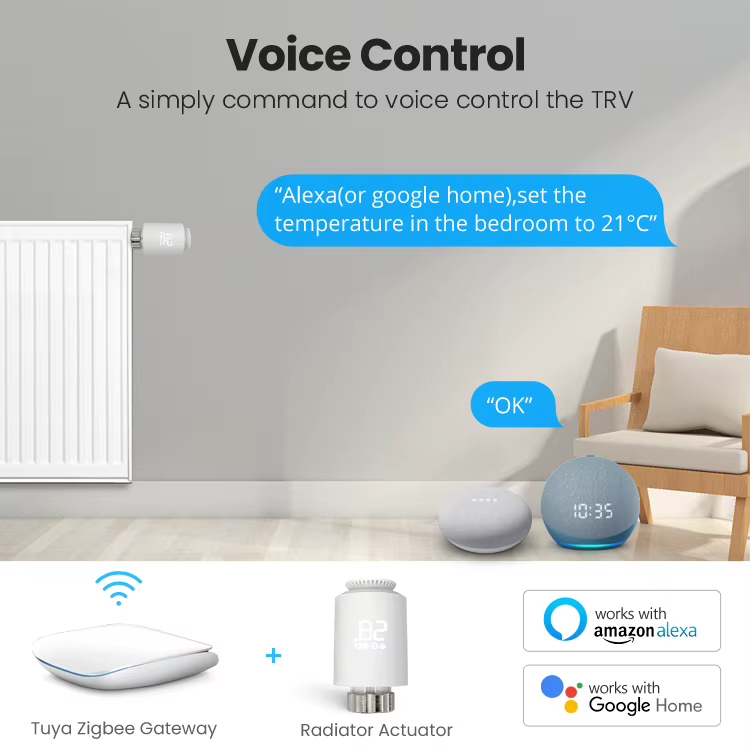 Voice Control
A simply command to voice control the TRV
“Alexa(or google home),set the
temperature in the bedroom to 21°C”
“OK”
10:35
works with
amazon alexa
works with
Google Home
Tuya Zigbee Gateway
+
Radiator Actuator